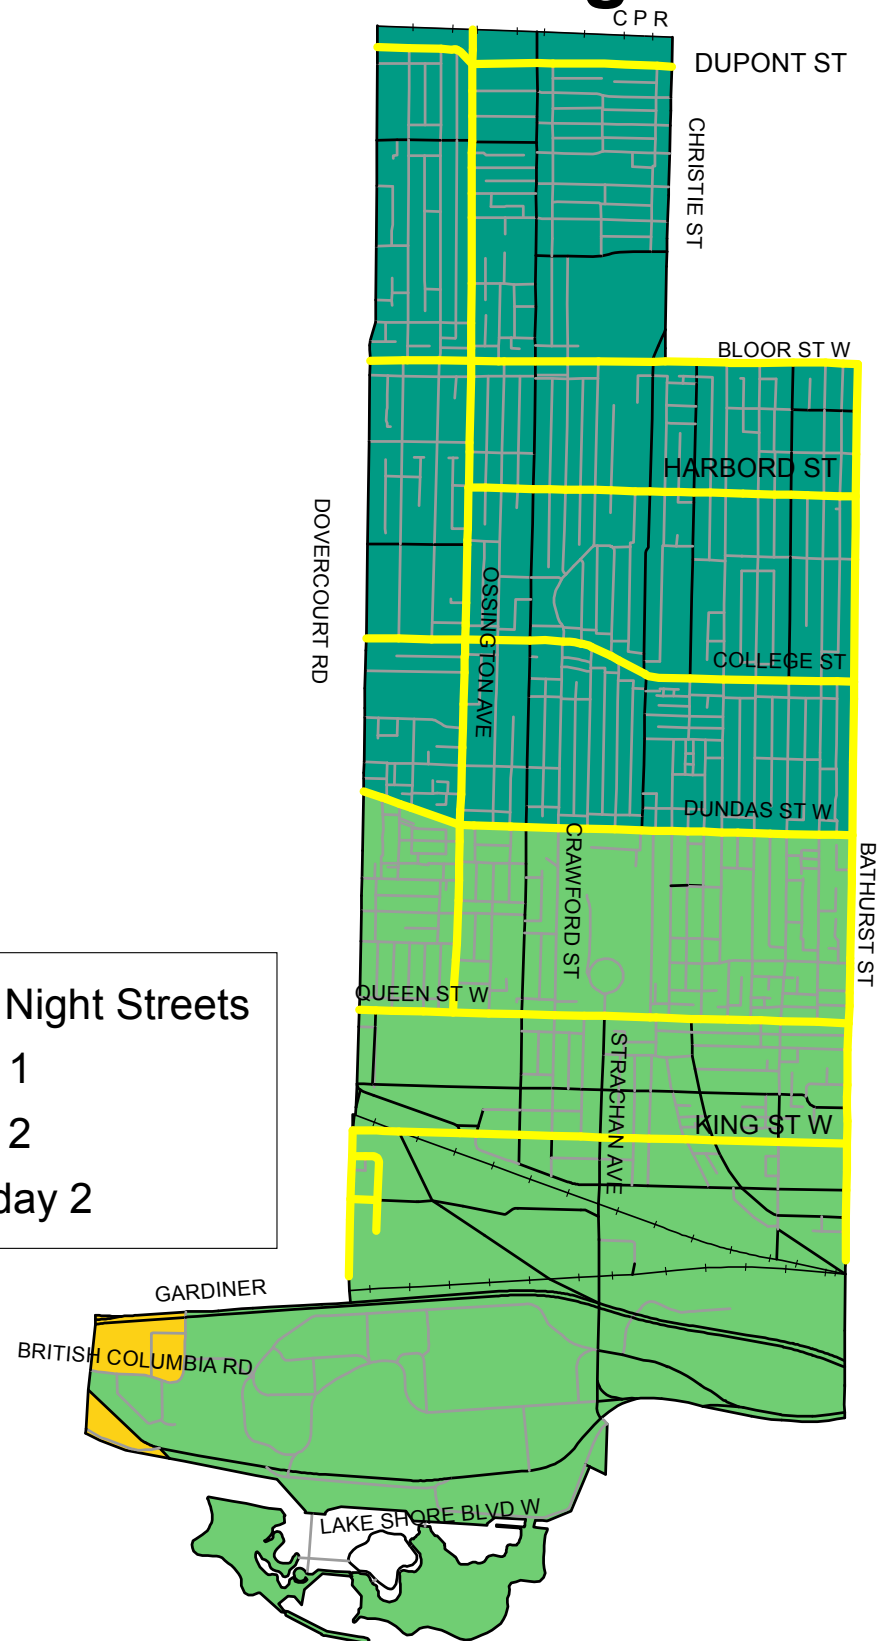 C P R
DUPONT ST
CHRISTIE ST
BLOOR ST W
HARBORD ST
DOVERCOURT RD
OSSINGTON AVE
COLLEGE ST
DUNDAS ST W
CRAWFORD ST
BATHURST ST
QUEEN ST W
Night Streets
1
2
day 2
STRACHAN AVE
KING ST W
GARDINER
BRITISH COLUMBIA RD
LAKE SHORE BLVD W